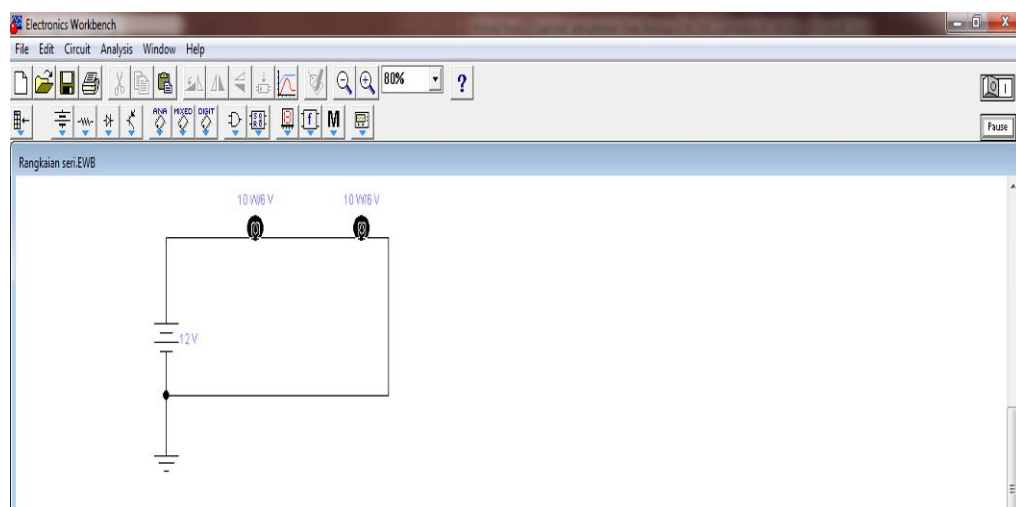 Electronics Workbench
File Edit Circuit Analysis Window Help
80%
?
ANA MIXED DIGIT
M
Pause
Rangkaian seri.EWB
10 W/6 V 10 W/6 V
12 V